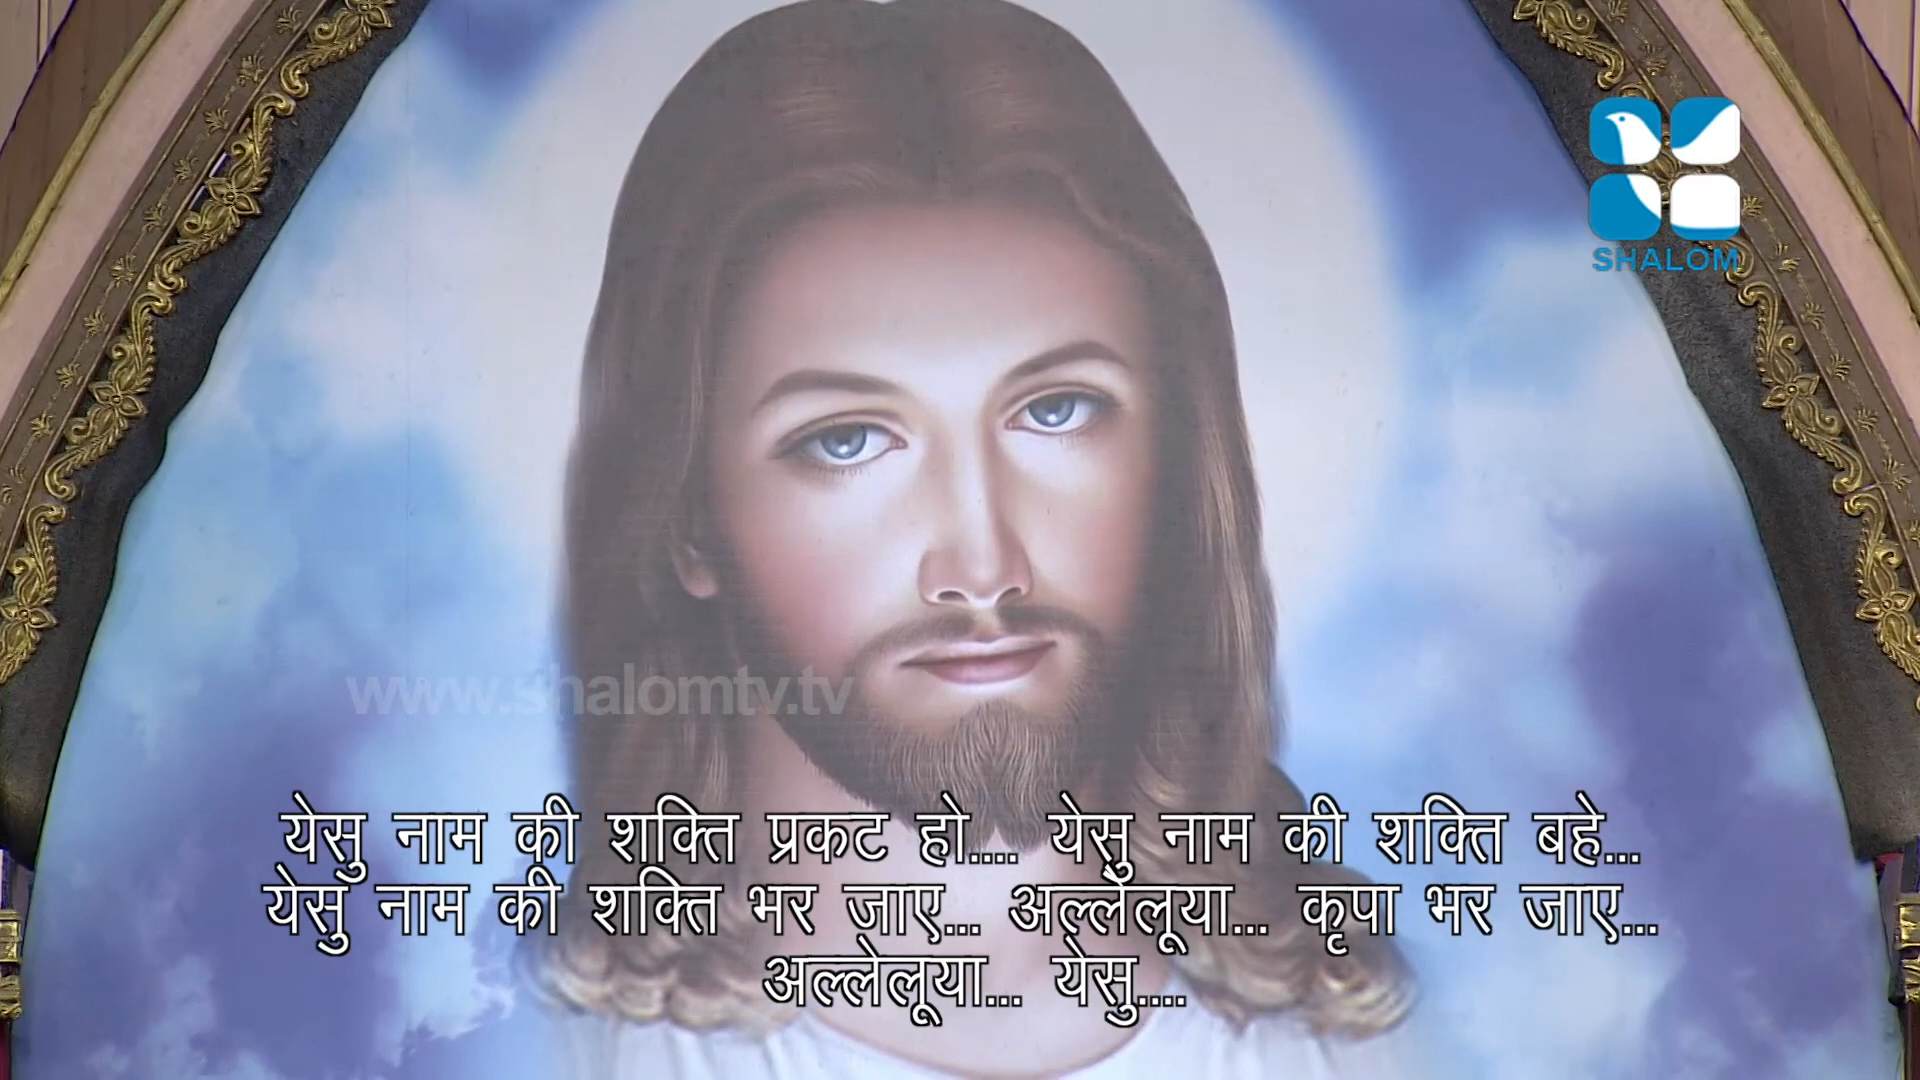 SHALOM
www.shalomtv.tv
येसु नाम की शक्ति प्रकट हो.... येसु नाम की शक्ति बहे...
येसु नाम की शक्ति भर जाए... अल्लेलूया... कृपा भर जाए...
अल्लेलूया... येसु....